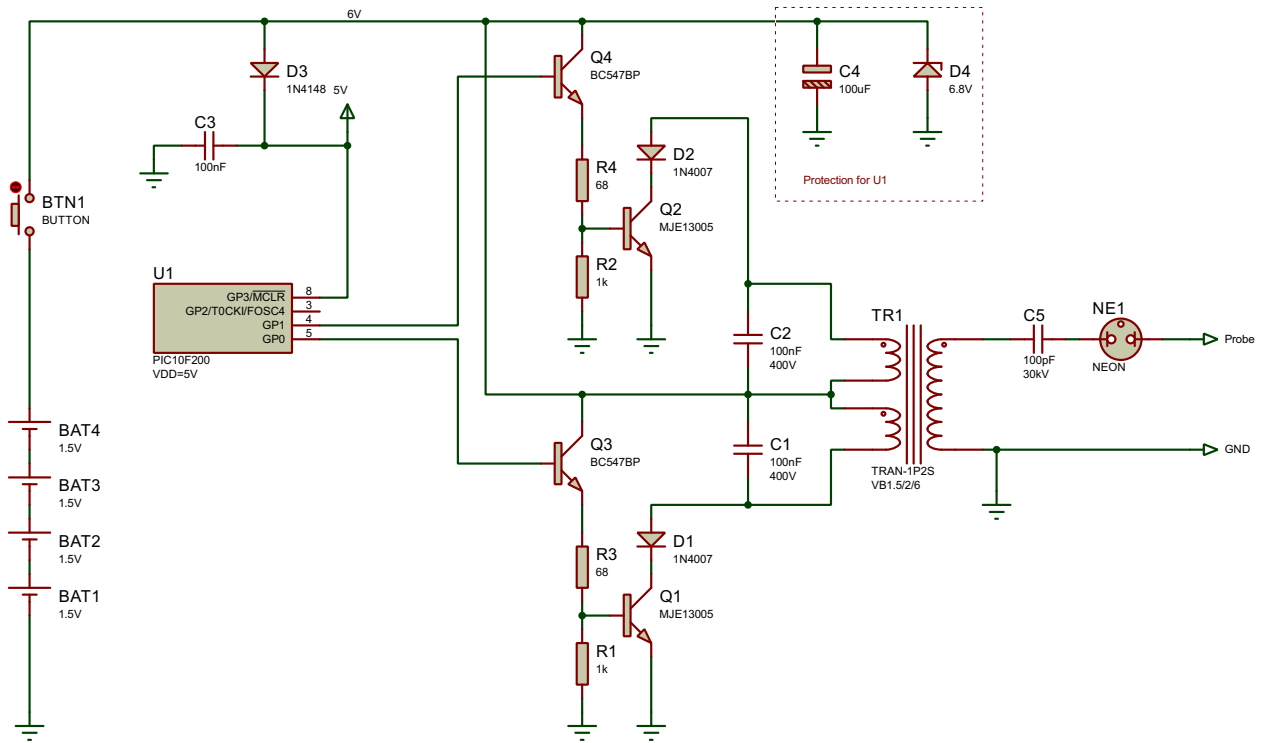 6V
Q4
BC547BP
D3
1N4148
5V
C4
100uF
D4
6.8V
C3
100nF
D2
1N4007
R4
68
Protection for U1
BTN1
BUTTON
Q2
MJE13005
R2
1k
U1
GP3/MCLR
8
GP2/T0CKI/FOSC4
3
GP1
4
GP0
5
PIC10F200
VDD=5V
C2
100nF
400V
TR1
C5
100pF
30kV
NE1
NEON
Probe
BAT4
1.5V
Q3
BC547BP
C1
100nF
400V
GND
TRAN-1P2S
VB1.5/2/6
BAT3
1.5V
BAT2
1.5V
D1
1N4007
R3
68
BAT1
1.5V
Q1
MJE13005
R1
1k